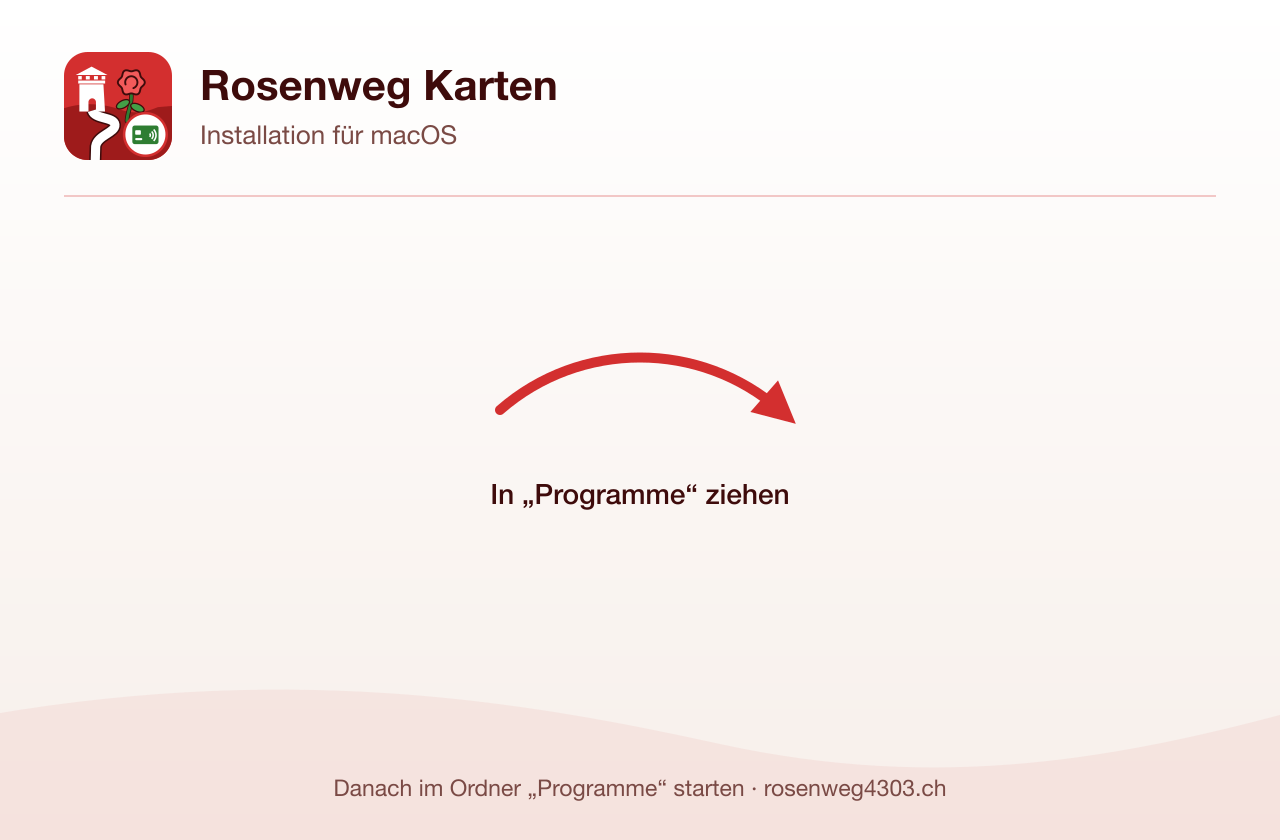 Rosenweg Karten
Installation für macOS
In „Programme“ ziehen
Danach im Ordner „Programme“ starten · rosenweg4303.ch